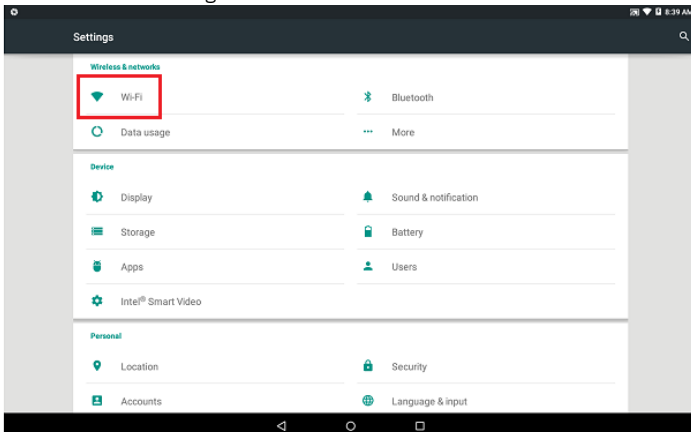 8:39 AM
Settings
Wireless & networks
Wi-Fi
Bluetooth
Data usage
More
Device
Display
Sound & notification
Storage
Battery
Apps
Users
Intel® Smart Video
Personal
Location
Security
Accounts
Language & input